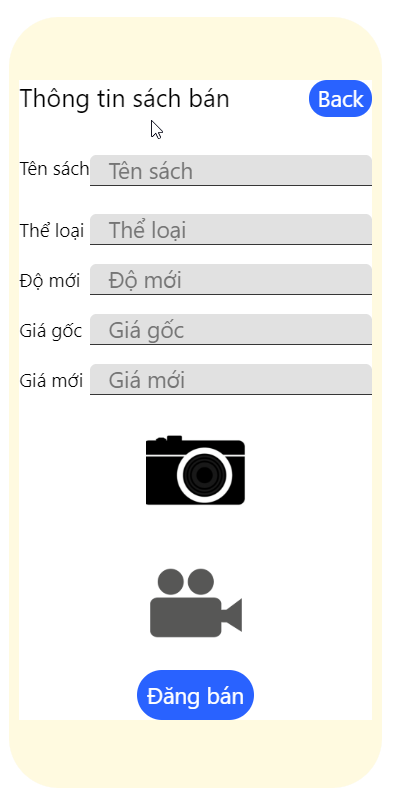 Thông tin sách bán Back
Tên sách Tên sách
Thể loại Thể loại
Độ mới Độ mới
Giá gốc Giá gốc
Giá mới Giá mới
Đăng bán